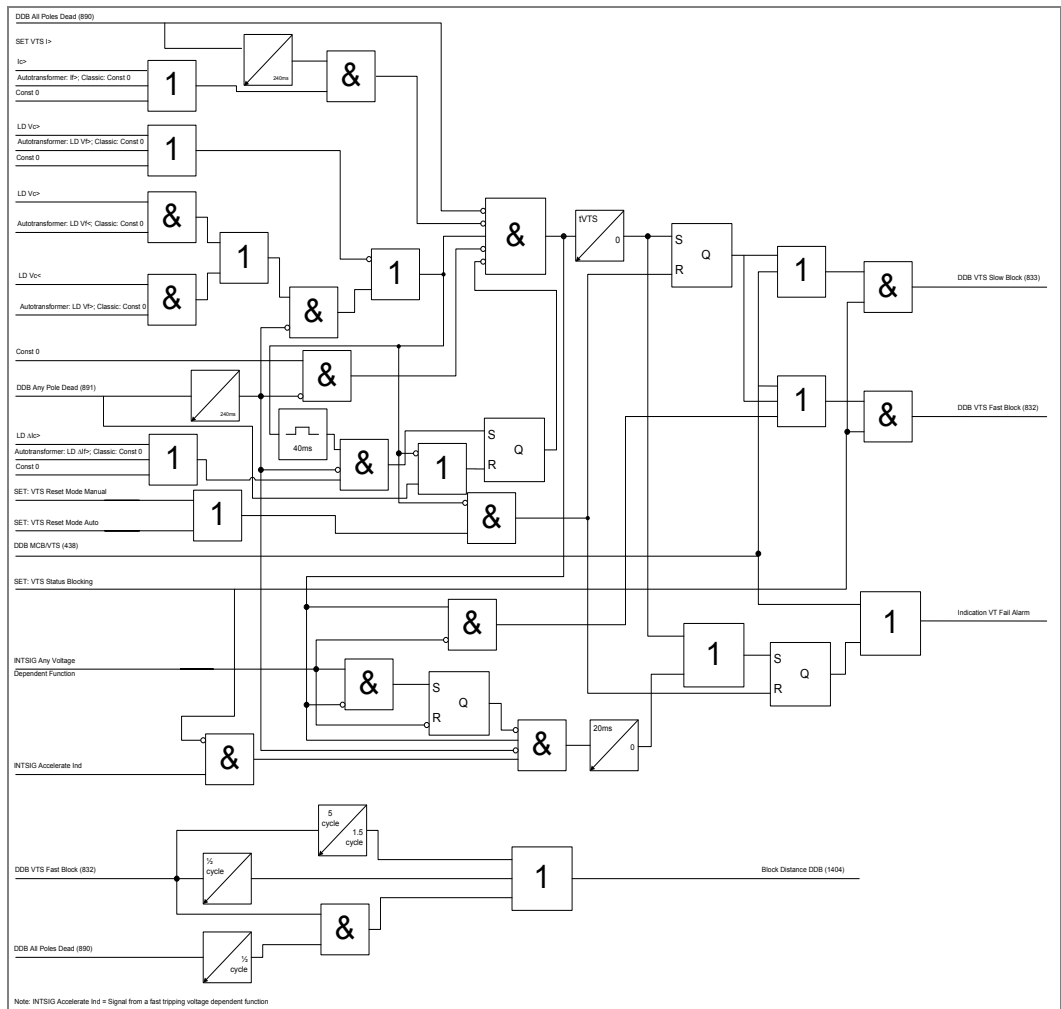 DDB All Poles Dead (890)
SET VTS I>
Ic>
Autotransformer: If>; Classic: Const 0
Const 0
240ms
&
1
LD Vc>
Autotransformer: LD Vf>; Classic: Const 0
Const 0
1
LD Vc>
Autotransformer: LD Vf<; Classic: Const 0
&
1
LD Vc<
Autotransformer: LD Vf>; Classic: Const 0
&
&
1
&
tVTS
0
S
Q
R
1
&
DDB VTS Slow Block (833)
Const 0
&
DDB Any Pole Dead (891)
240ms
1
&
DDB VTS Fast Block (832)
40ms
LD ΔIc>
Autotransformer: LD ΔIf>; Classic: Const 0
Const 0
1
&
1
S
Q
R
SET: VTS Reset Mode Manual
SET: VTS Reset Mode Auto
1
&
DDB MCB/VTS (438)
SET: VTS Status Blocking
&
1
Indication VT Fail Alarm
INTSIG Any Voltage
Dependent Function
&
S
Q
R
1
S
Q
R
&
20ms
0
INTSIG Accelerate Ind
&
5
cycle
1.5
cycle
DDB VTS Fast Block (832)
½
cycle
1
Block Distance DDB (1404)
&
DDB All Poles Dead (890)
½
cycle
Note: INTSIG Accelerate Ind = Signal from a fast tripping voltage dependent function